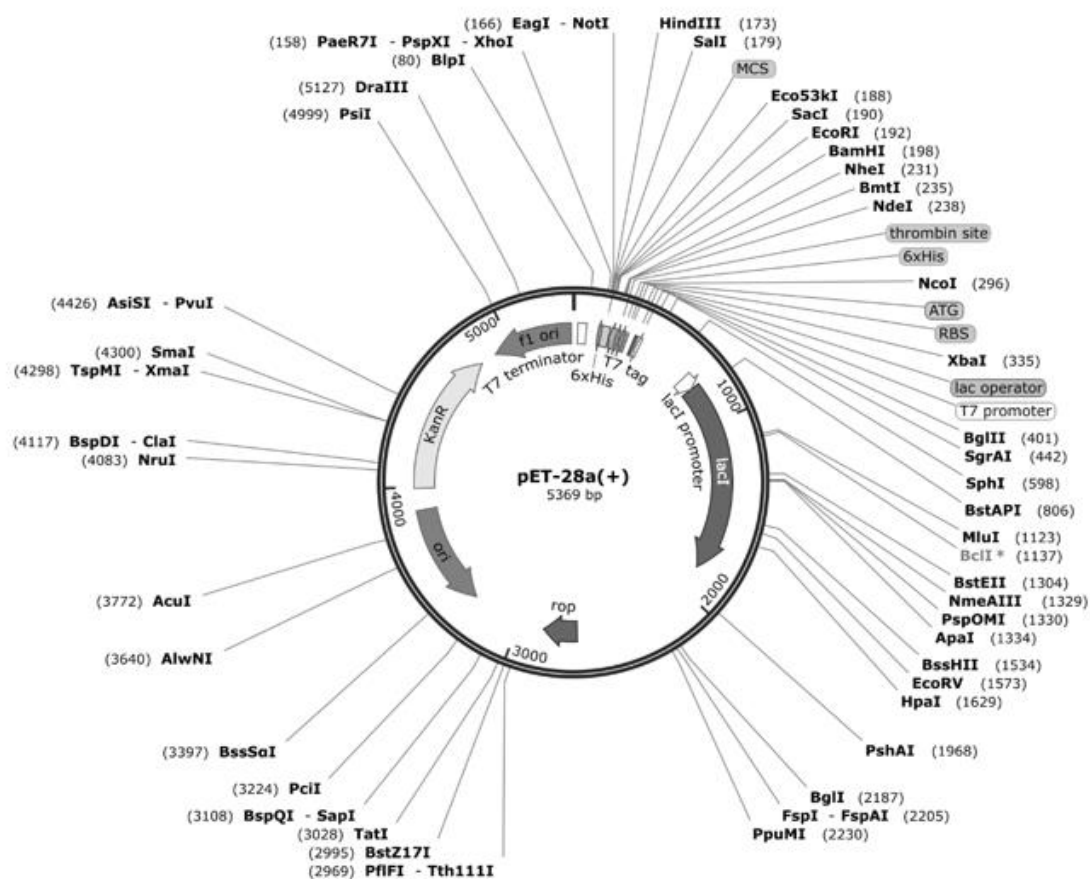 (166) EagI - NotI
(158) PaeR7I - PspXI - XhoI
(80) BlpI
(5127) DraIII
(4999) PsiI
HindIII (173)
SalI (179)
MCS
Eco53kI (188)
SacI (190)
EcoRI (192)
BamHI (198)
NheI (231)
BmtI (235)
NdeI (238)
thrombin site
6xHis
NcoI (296)
ATG
RBS
XbaI (335)
lac operator
T7 promoter
BglII (401)
SgrAI (442)
SphI (598)
BstAPI (806)
MluI (1123)
BclI * (1137)
BstEII (1304)
NmeAIII (1329)
PspOMI (1330)
ApaI (1334)
BssHII (1534)
EcoRV (1573)
HpaI (1629)
PshAI (1968)
BglI (2187)
FspI - FspAI (2205)
PpuMI (2230)
(4426) AsiSI - PvuI
(4300) SmaI
(4298) TspMI - XmaI
(4117) BspDI - ClaI
(4083) NruI
(3772) AcuI
(3640) AlwNI
(3397) BssSαI
(3224) PciI
(3108) BspQI - SapI
(3028) TatI
(2995) BstZ17I
(2969) PflFI - Tth111I
5000
f1 ori
T7 terminator
6xHis
T7 tag
lacI promoter
1000
lacI
KanR
pET-28a(+)
5369 bp
4000
ori
2000
rop
3000